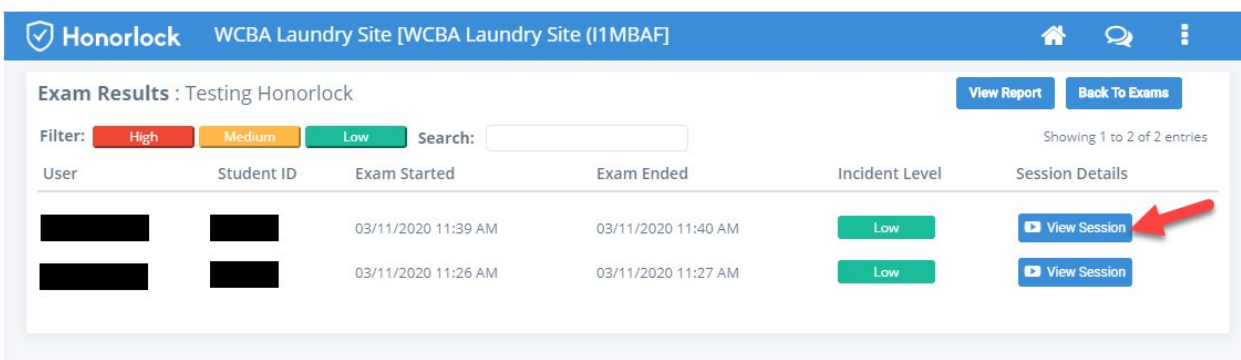 Honorlock WCBA Laundry Site [WCBA Laundry Site (I1MBAF]
Exam Results : Testing Honorlock View Report Back To Exams
Filter: High Medium Low Search: Showing 1 to 2 of 2 entries
User Student ID Exam Started Exam Ended Incident Level Session Details
03/11/2020 11:39 AM 03/11/2020 11:40 AM Low View Session
03/11/2020 11:26 AM 03/11/2020 11:27 AM Low View Session